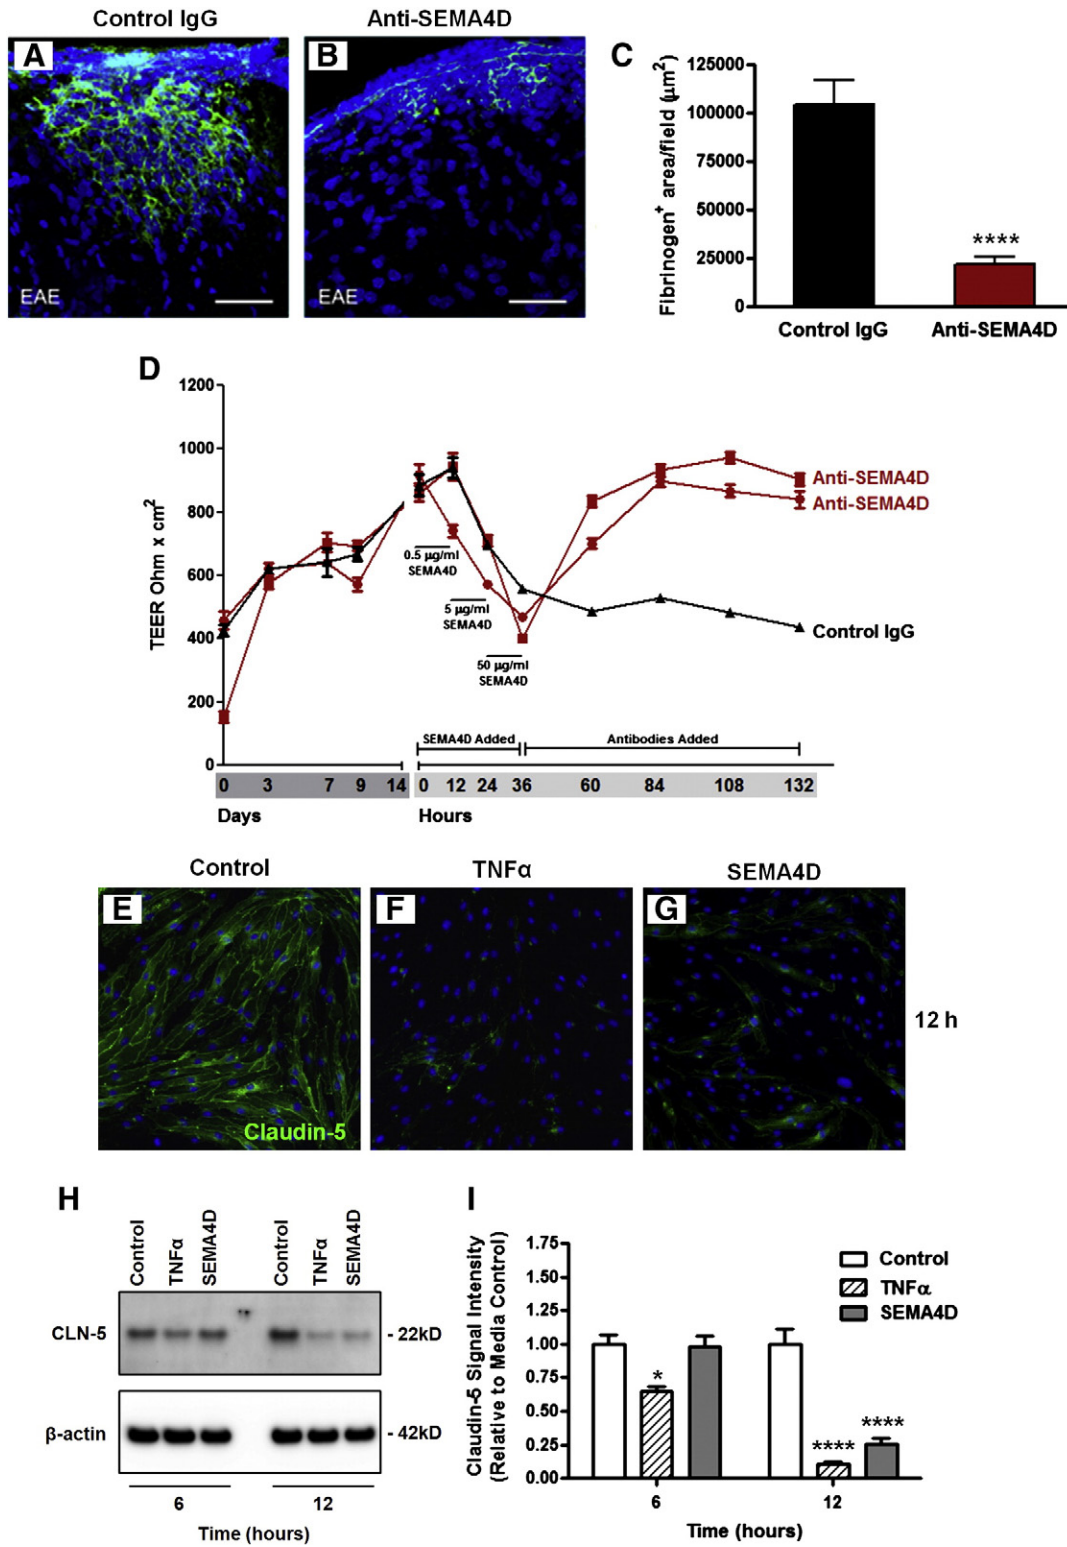 Control IgG
Anti-SEMA4D
A
EAE
B
EAE
C
Fibrinogen+ area/field (µm2)
125000
100000
75000
50000
25000
0
****
Control IgG
Anti-SEMA4D
D
TEER Ohm x cm2
1200
1000
800
600
400
200
0
0.5 µg/ml
SEMA4D
5 µg/ml
SEMA4D
50 µg/ml
SEMA4D
Anti-SEMA4D
Anti-SEMA4D
Control IgG
SEMA4D Added
Antibodies Added
0 3 7 9 14 0 12 24 36 60 84 108 132
Days
Hours
Control
TNFα
SEMA4D
E
Claudin-5
F
G
12 h
H
Control
TNFα
SEMA4D
Control
TNFα
SEMA4D
CLN-5
- 22kD
β-actin
- 42kD
6
12
Time (hours)
I
Claudin-5 Signal Intensity
(Relative to Media Control)
1.75
1.50
1.25
1.00
0.75
0.50
0.25
0.00
Control
TNFα
SEMA4D
*
****
****
6
12
Time (hours)